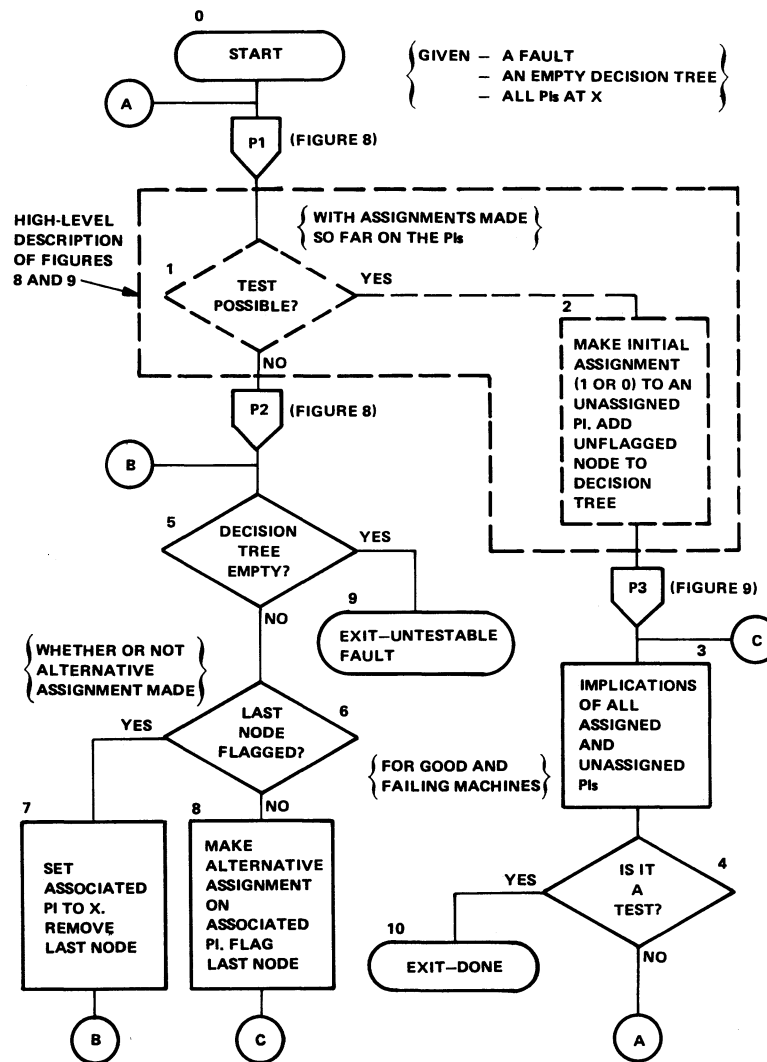 0
START
GIVEN – A FAULT
– AN EMPTY DECISION TREE
– ALL PIs AT X
A
P1
(FIGURE 8)
HIGH-LEVEL
DESCRIPTION
OF FIGURES
8 AND 9
WITH ASSIGNMENTS MADE
SO FAR ON THE PIs
1
TEST
POSSIBLE?
YES
NO
2
MAKE INITIAL
ASSIGNMENT
(1 OR 0) TO AN
UNASSIGNED
PI. ADD
UNFLAGGED
NODE TO
DECISION
TREE
P2
(FIGURE 8)
B
5
DECISION
TREE
EMPTY?
YES
NO
9
EXIT–UNTESTABLE
FAULT
P3
(FIGURE 9)
C
3
IMPLICATIONS
OF ALL
ASSIGNED
AND
UNASSIGNED
PIs
WHETHER OR NOT
ALTERNATIVE
ASSIGNMENT MADE
6
LAST
NODE
FLAGGED?
YES
NO
FOR GOOD AND
FAILING MACHINES
7
SET
ASSOCIATED
PI TO X.
REMOVE
LAST NODE
8
MAKE
ALTERNATIVE
ASSIGNMENT
ON
ASSOCIATED
PI. FLAG
LAST NODE
4
IS IT
A
TEST?
YES
NO
10
EXIT–DONE
B
C
A